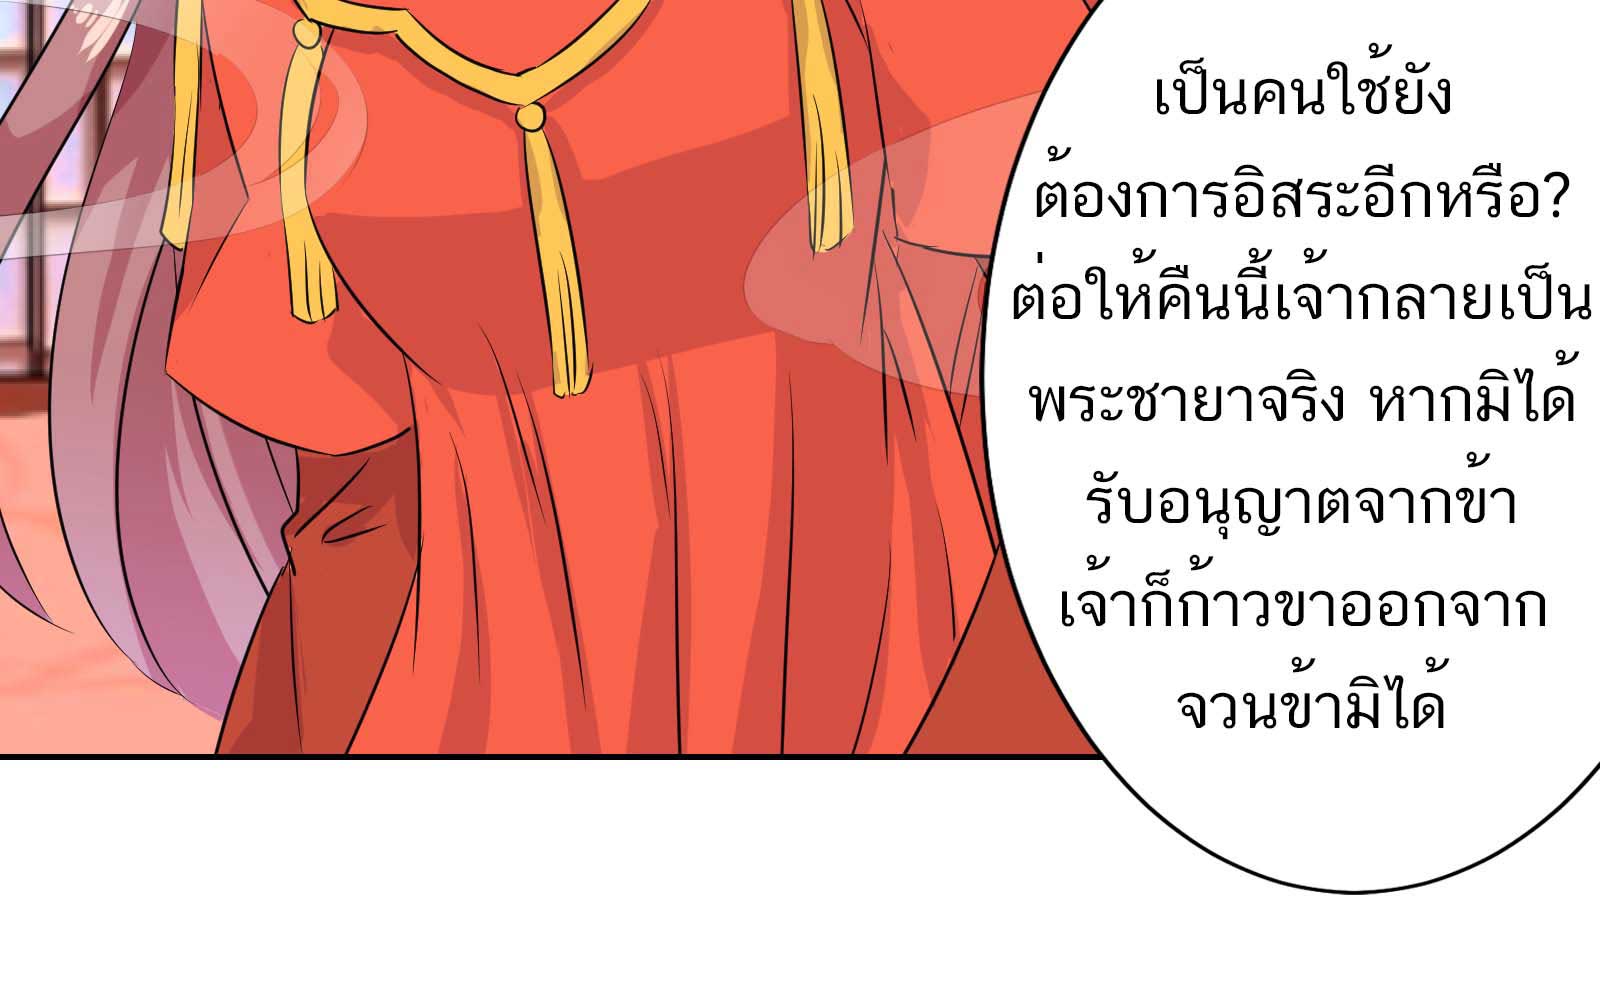 เป็นคนใช้ยัง
ต้องการอิสระอีกหรือ?
ต่อให้คืนนี้เจ้ากลายเป็น
พระชายาจริง หากมิได้
รับอนุญาตจากข้า
เจ้าก็ก้าวขาออกจาก
จวนข้ามิได้